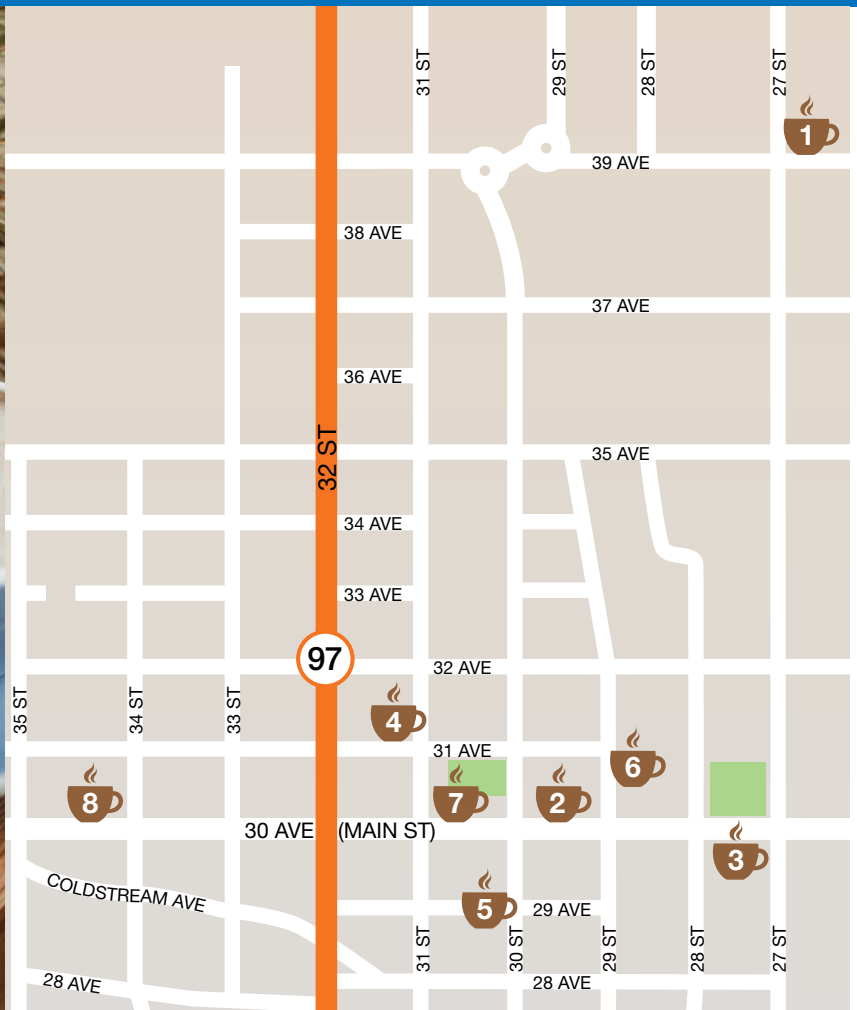 31 ST
29 ST
28 ST
27 ST
1
39 AVE
38 AVE
37 AVE
36 AVE
35 AVE
32 ST
34 AVE
33 AVE
97
32 AVE
35 ST
34 ST
33 ST
4
31 AVE
6
8
7
2
30 AVE (MAIN ST)
3
COLDSTREAM AVE
5
29 AVE
31 ST
30 ST
29 ST
28 ST
27 ST
28 AVE
28 AVE